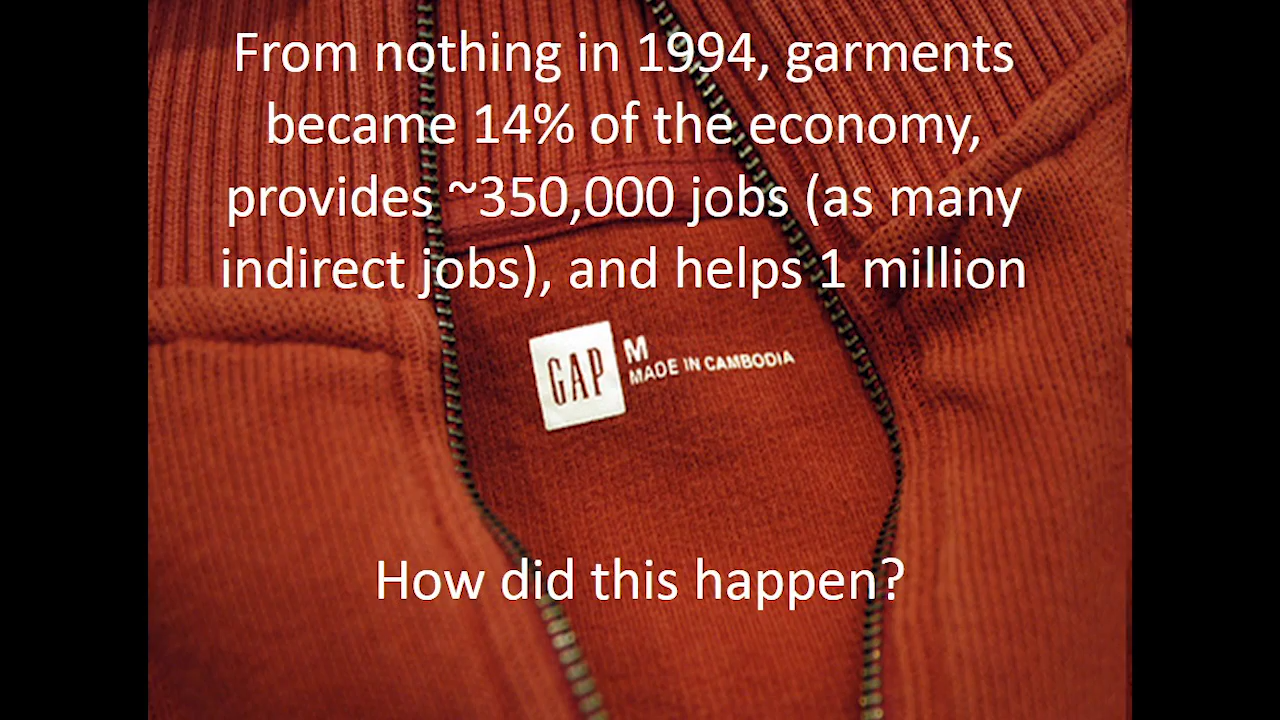 From nothing in 1994, garments
became 14% of the economy,
provides ~350,000 jobs (as many
indirect jobs), and helps 1 million
GAP
M
MADE IN CAMBODIA
How did this happen?